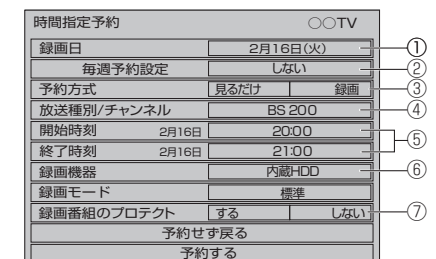 時間指定予約 ○○TV
録画日 2月16日(火) ①
毎週予約設定 しない ②
予約方式 見るだけ 録画 ③
放送種別/チャンネル BS 200 ④
開始時刻 2月16日 20:00 ⑤
終了時刻 2月16日 21:00
録画機器 内蔵HDD ⑥
録画モード 標準
録画番組のプロテクト する しない ⑦
予約せず戻る
予約する